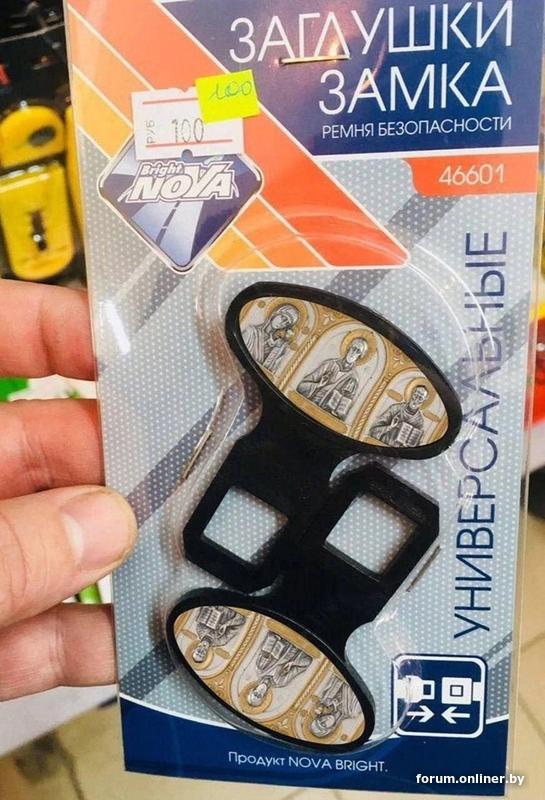 ЗАГЛУШКИ
ЗАМКА
РЕМНЯ БЕЗОПАСНОСТИ
46601
100
РУБ
100
Bright
NOVA
УНИВЕРСАЛЬНЫЕ
Продукт NOVA BRIGHT.
forum.onliner.by